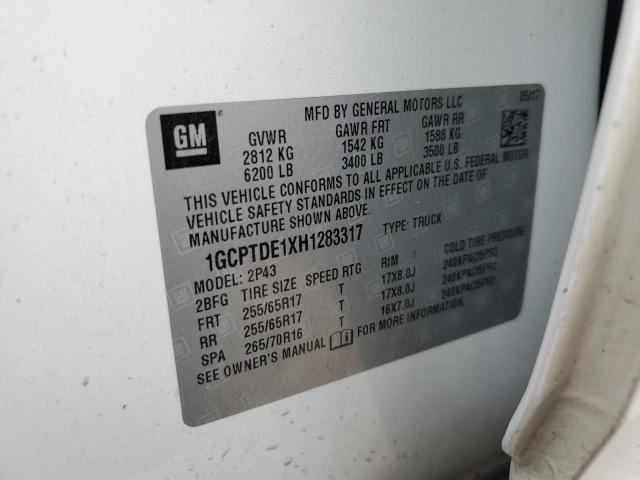 MFD BY GENERAL MOTORS LLC 05/17
GM
GVWR GAWR FRT GAWR RR
2812 KG 1542 KG 1588 KG
6200 LB 3400 LB 3500 LB
THIS VEHICLE CONFORMS TO ALL APPLICABLE U.S. FEDERAL MOTOR
VEHICLE SAFETY STANDARDS IN EFFECT ON THE DATE OF
MANUFACTURE SHOWN ABOVE.
1GCPTDE1XH1283317 TYPE: TRUCK
MODEL: 2P43
2BFG TIRE SIZE SPEED RTG RIM COLD TIRE PRESSURE
FRT 255/65R17 T 17X8.0J 240KPA(35PSI)
RR 255/65R17 T 17X8.0J 240KPA(35PSI)
SPA 265/70R16 T 16X7.0J 240KPA(35PSI)
SEE OWNER'S MANUAL FOR MORE INFORMATION.